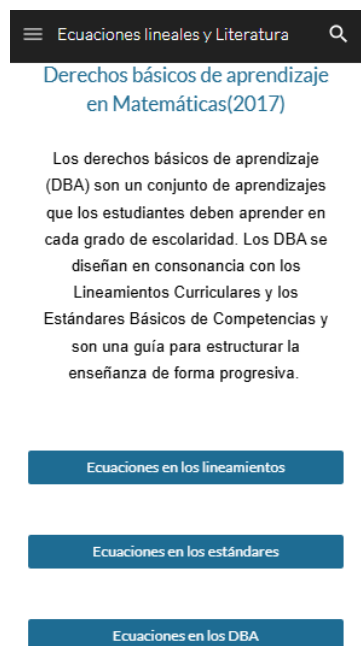 Ecuaciones lineales y Literatura
Derechos básicos de aprendizaje
en Matemáticas(2017)
Los derechos básicos de aprendizaje
(DBA) son un conjunto de aprendizajes
que los estudiantes deben aprender en
cada grado de escolaridad. Los DBA se
diseñan en consonancia con los
Lineamientos Curriculares y los
Estándares Básicos de Competencias y
son una guía para estructurar la
enseñanza de forma progresiva.
Ecuaciones en los lineamientos
Ecuaciones en los estándares
Ecuaciones en los DBA